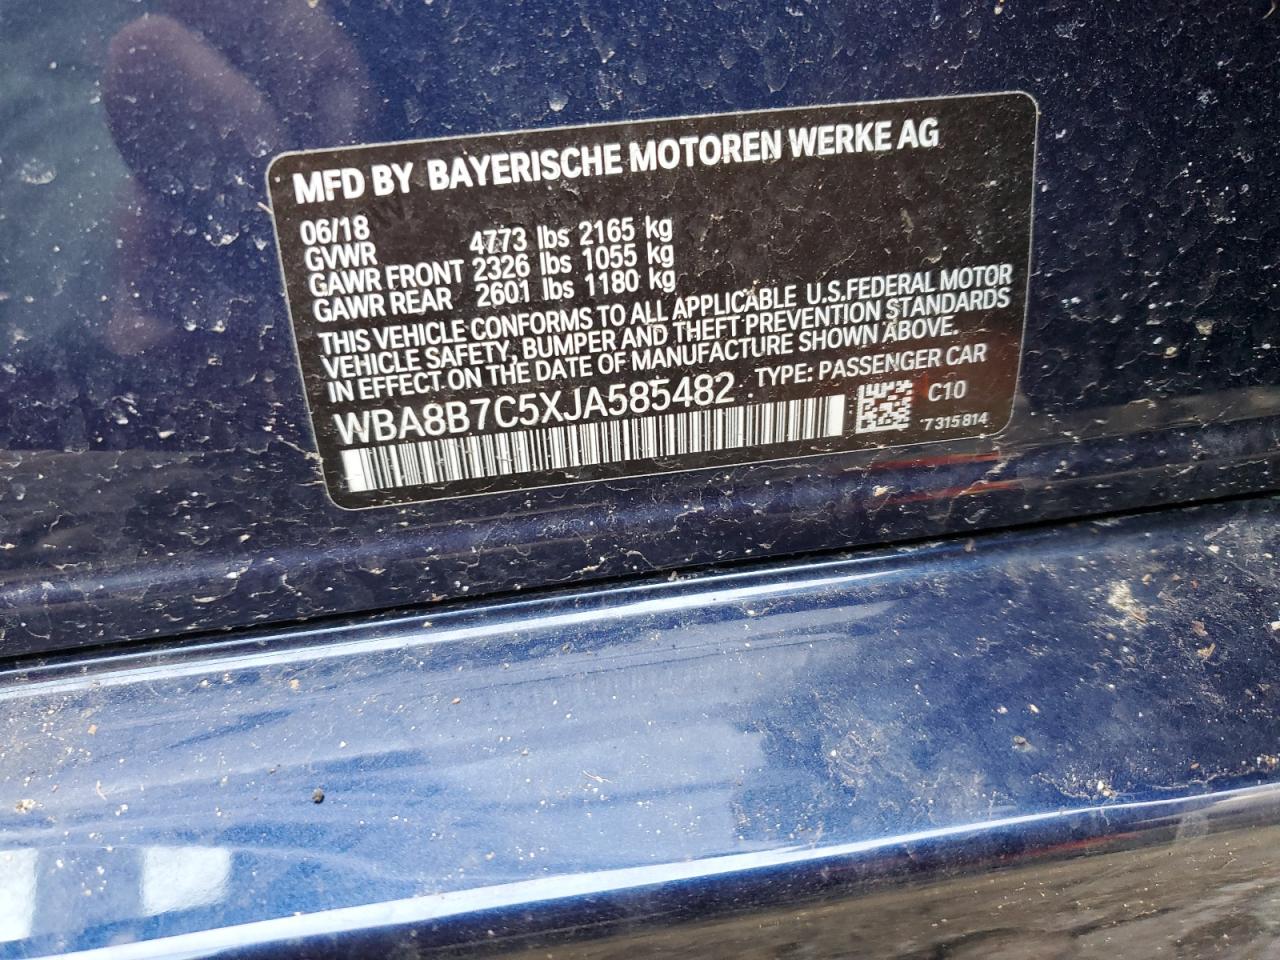 MFD BY BAYERISCHE MOTOREN WERKE AG
06/18
GVWR 4773 lbs 2165 kg
GAWR FRONT 2326 lbs 1055 kg
GAWR REAR 2601 lbs 1180 kg
THIS VEHICLE CONFORMS TO ALL APPLICABLE U.S.FEDERAL MOTOR
VEHICLE SAFETY, BUMPER AND THEFT PREVENTION STANDARDS
IN EFFECT ON THE DATE OF MANUFACTURE SHOWN ABOVE.
WBA8B7C5XJA585482 TYPE: PASSENGER CAR
C10
7 315 814